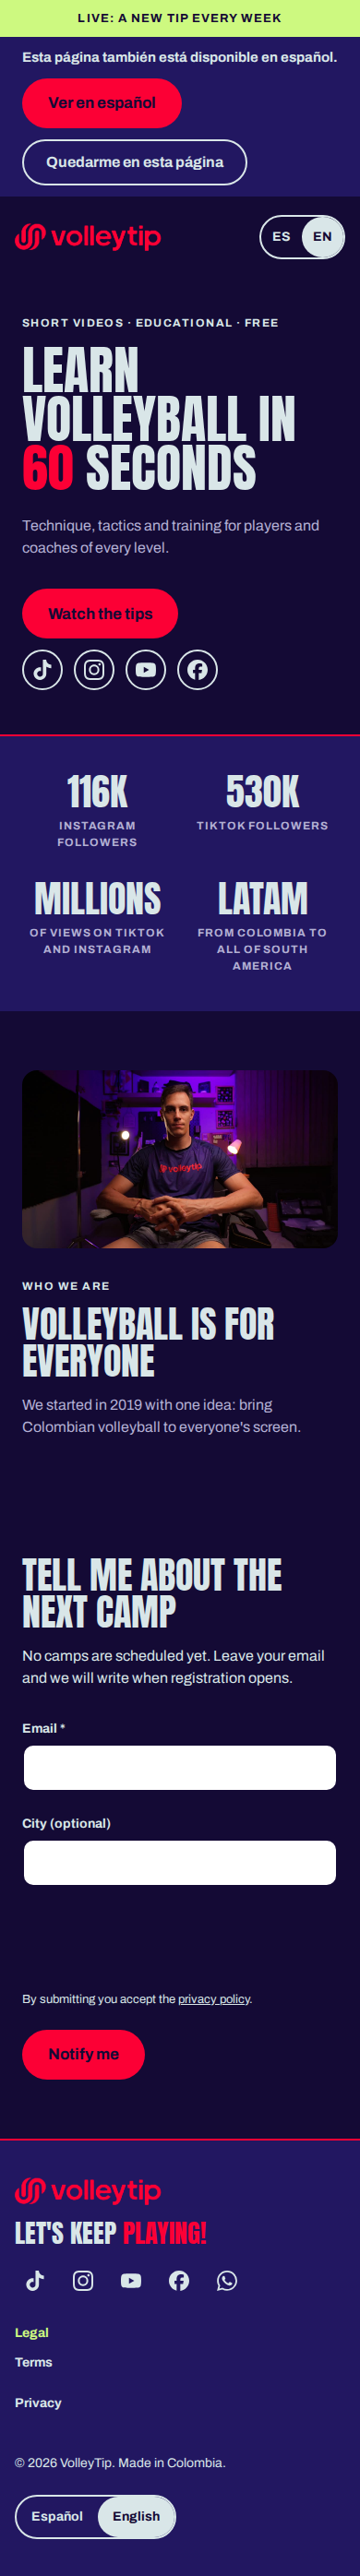 LIVE: A NEW TIP EVERY WEEK
Esta página también está disponible en español.
Ver en español
Quedarme en esta página
volleytip
ES EN
SHORT VIDEOS · EDUCATIONAL · FREE
LEARN
VOLLEYBALL IN
60 SECONDS
Technique, tactics and training for players and
coaches of every level.
Watch the tips
116K
INSTAGRAM
FOLLOWERS
530K
TIKTOK FOLLOWERS
MILLIONS
OF VIEWS ON TIKTOK
AND INSTAGRAM
LATAM
FROM COLOMBIA TO
ALL OF SOUTH
AMERICA
volleytip
WHO WE ARE
VOLLEYBALL IS FOR
EVERYONE
We started in 2019 with one idea: bring
Colombian volleyball to everyone's screen.
TELL ME ABOUT THE
NEXT CAMP
No camps are scheduled yet. Leave your email
and we will write when registration opens.
Email *
City (optional)
By submitting you accept the privacy policy.
Notify me
volleytip
LET'S KEEP PLAYING!
Legal
Terms
Privacy
© 2026 VolleyTip. Made in Colombia.
Español English